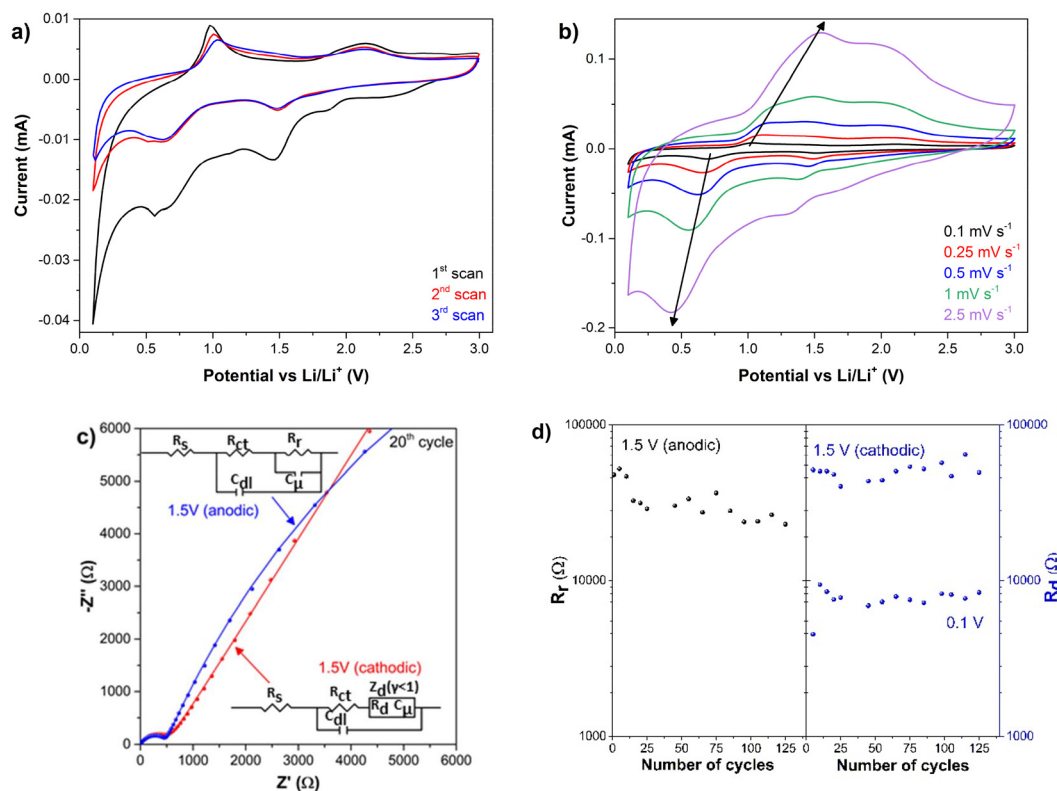 a)
0.01
0.00
-0.01
-0.02
-0.03
-0.04
Current (mA)
1st scan
2nd scan
3rd scan
0.0 0.5 1.0 1.5 2.0 2.5 3.0
Potential vs Li/Li+ (V)
b)
0.1
0.0
-0.1
-0.2
Current (mA)
0.1 mV s-1
0.25 mV s-1
0.5 mV s-1
1 mV s-1
2.5 mV s-1
0.0 0.5 1.0 1.5 2.0 2.5 3.0
Potential vs Li/Li+ (V)
c)
20th cycle
6000
5000
4000
3000
2000
1000
0
-Z'' (Ω)
Rs Rct Rr
Cdl Cμ
1.5V (anodic)
1.5V (cathodic)
Rs Rct Zd(γ<1)
Rd Cμ
Cdl
0 1000 2000 3000 4000 5000 6000
Z' (Ω)
d)
100000
10000
1000
Rr (Ω)
1.5 V (anodic)
1.5 V (cathodic)
0.1 V
100000
10000
1000
Rd (Ω)
0 25 50 75 100 125
0 25 50 75 100 125
Number of cycles
Number of cycles